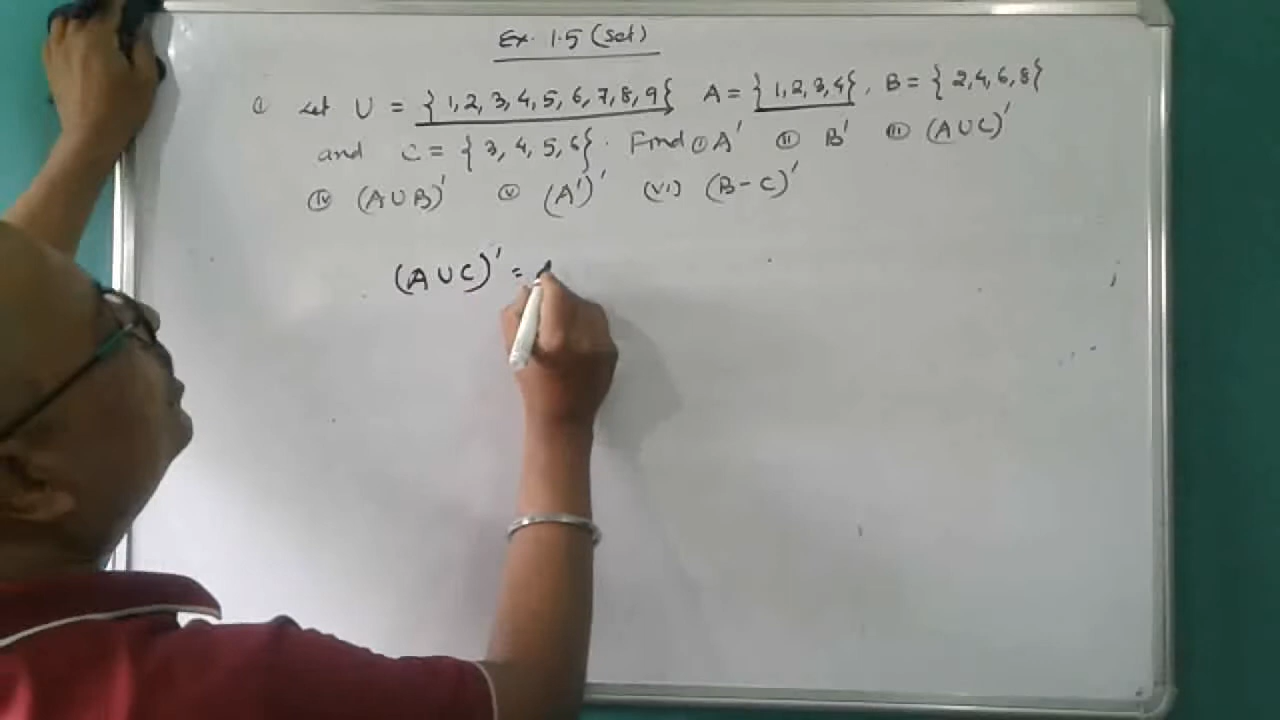 Ex. 1.5 (Set)
Let U = { 1, 2, 3, 4, 5, 6, 7, 8, 9 } A = { 1, 2, 3, 4 }, B = { 2, 4, 6, 8 }
and C = { 3, 4, 5, 6 }. Find (i) A' (ii) B' (iii) (A ∪ C)'
(iv) (A ∪ B)' (v) (A')' (vi) (B - C)'
(A ∪ C)' =